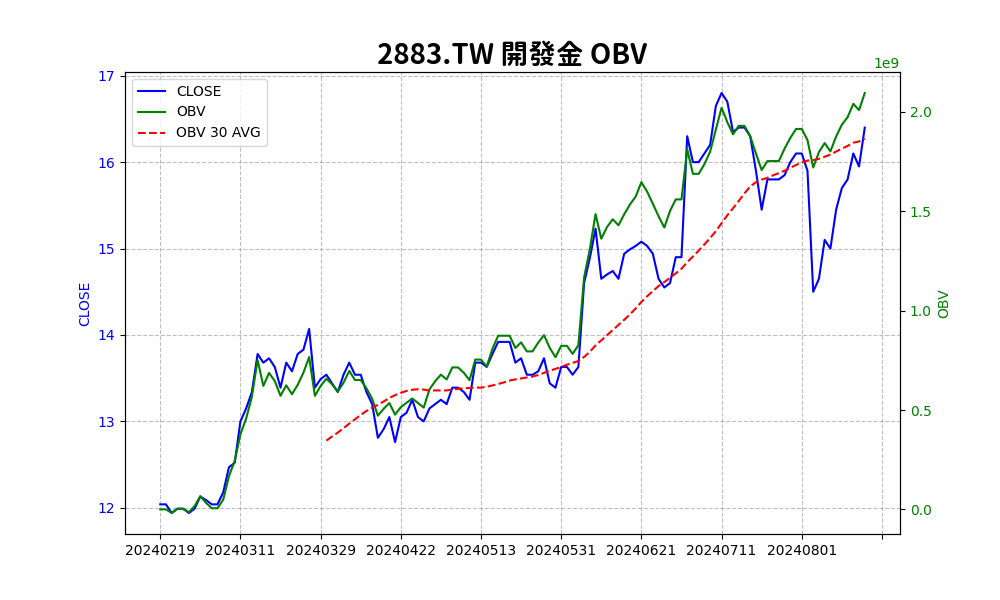 2883.TW 開發金 OBV
1e9
CLOSE
OBV
OBV 30 AVG
17
16
15
14
13
12
CLOSE
2.0
1.5
1.0
0.5
0.0
OBV
20240219 20240311 20240329 20240422 20240513 20240531 20240621 20240711 20240801